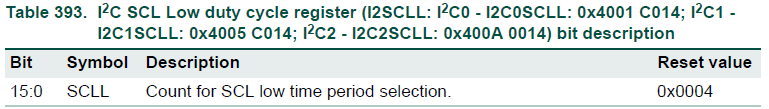 Table 393. I²C SCL Low duty cycle register (I2SCLL: I²C0 - I2C0SCLL: 0x4001 C014; I²C1 -
I2C1SCLL: 0x4005 C014; I²C2 - I2C2SCLL: 0x400A 0014) bit description
Bit Symbol Description Reset value
15:0 SCLL Count for SCL low time period selection. 0x0004